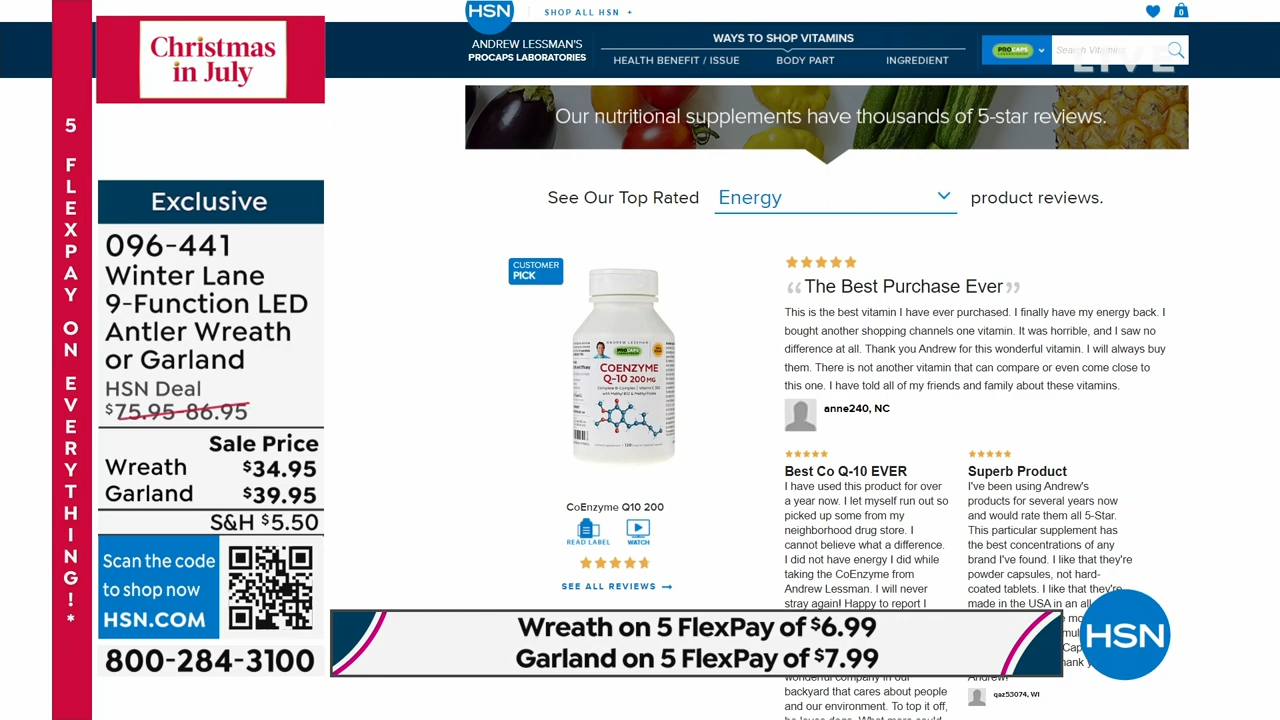 Christmas
in July
5 FLEXPAY ON EVERYTHING!*
Exclusive
096-441
Winter Lane
9-Function LED
Antler Wreath
or Garland
HSN Deal
$75.95-86.95
Sale Price
Wreath $34.95
Garland $39.95
S&H $5.50
Scan the code
to shop now
HSN.COM
800-284-3100
HSN
SHOP ALL HSN +
0
ANDREW LESSMAN'S
PROCAPS LABORATORIES
WAYS TO SHOP VITAMINS
HEALTH BENEFIT / ISSUE BODY PART INGREDIENT
PROCAPS
Search Vitamins
LIVE
Our nutritional supplements have thousands of 5-star reviews.
See Our Top Rated Energy product reviews.
CUSTOMER
PICK
ANDREW LESSMAN
PROCAPS
COENZYME
Q-10 200 MG
CoEnzyme Q10 200
READ LABEL WATCH
SEE ALL REVIEWS →
“The Best Purchase Ever”
This is the best vitamin I have ever purchased. I finally have my energy back. I
bought another shopping channels one vitamin. It was horrible, and I saw no
difference at all. Thank you Andrew for this wonderful vitamin. I will always buy
them. There is not another vitamin that can compare or even come close to
this one. I have told all of my friends and family about these vitamins.
anne240, NC
Best Co Q-10 EVER
I have used this product for over
a year now. I let myself run out so
picked up some from my
neighborhood drug store. I
cannot believe what a difference.
I did not have energy I did while
taking the CoEnzyme from
Andrew Lessman. I will never
stray again! Happy to report I
wonderful company in our
backyard that cares about people
and our environment. To top it off,
he loves dogs. What more could
Superb Product
I've been using Andrew's
products for several years now
and would rate them all 5-Star.
This particular supplement has
the best concentrations of any
brand I've found. I like that they're
powder capsules, not hard-
coated tablets. I like that they're
made in the USA in an all
Andrew!
qaz53074, WI
Wreath on 5 FlexPay of $6.99
Garland on 5 FlexPay of $7.99
HSN